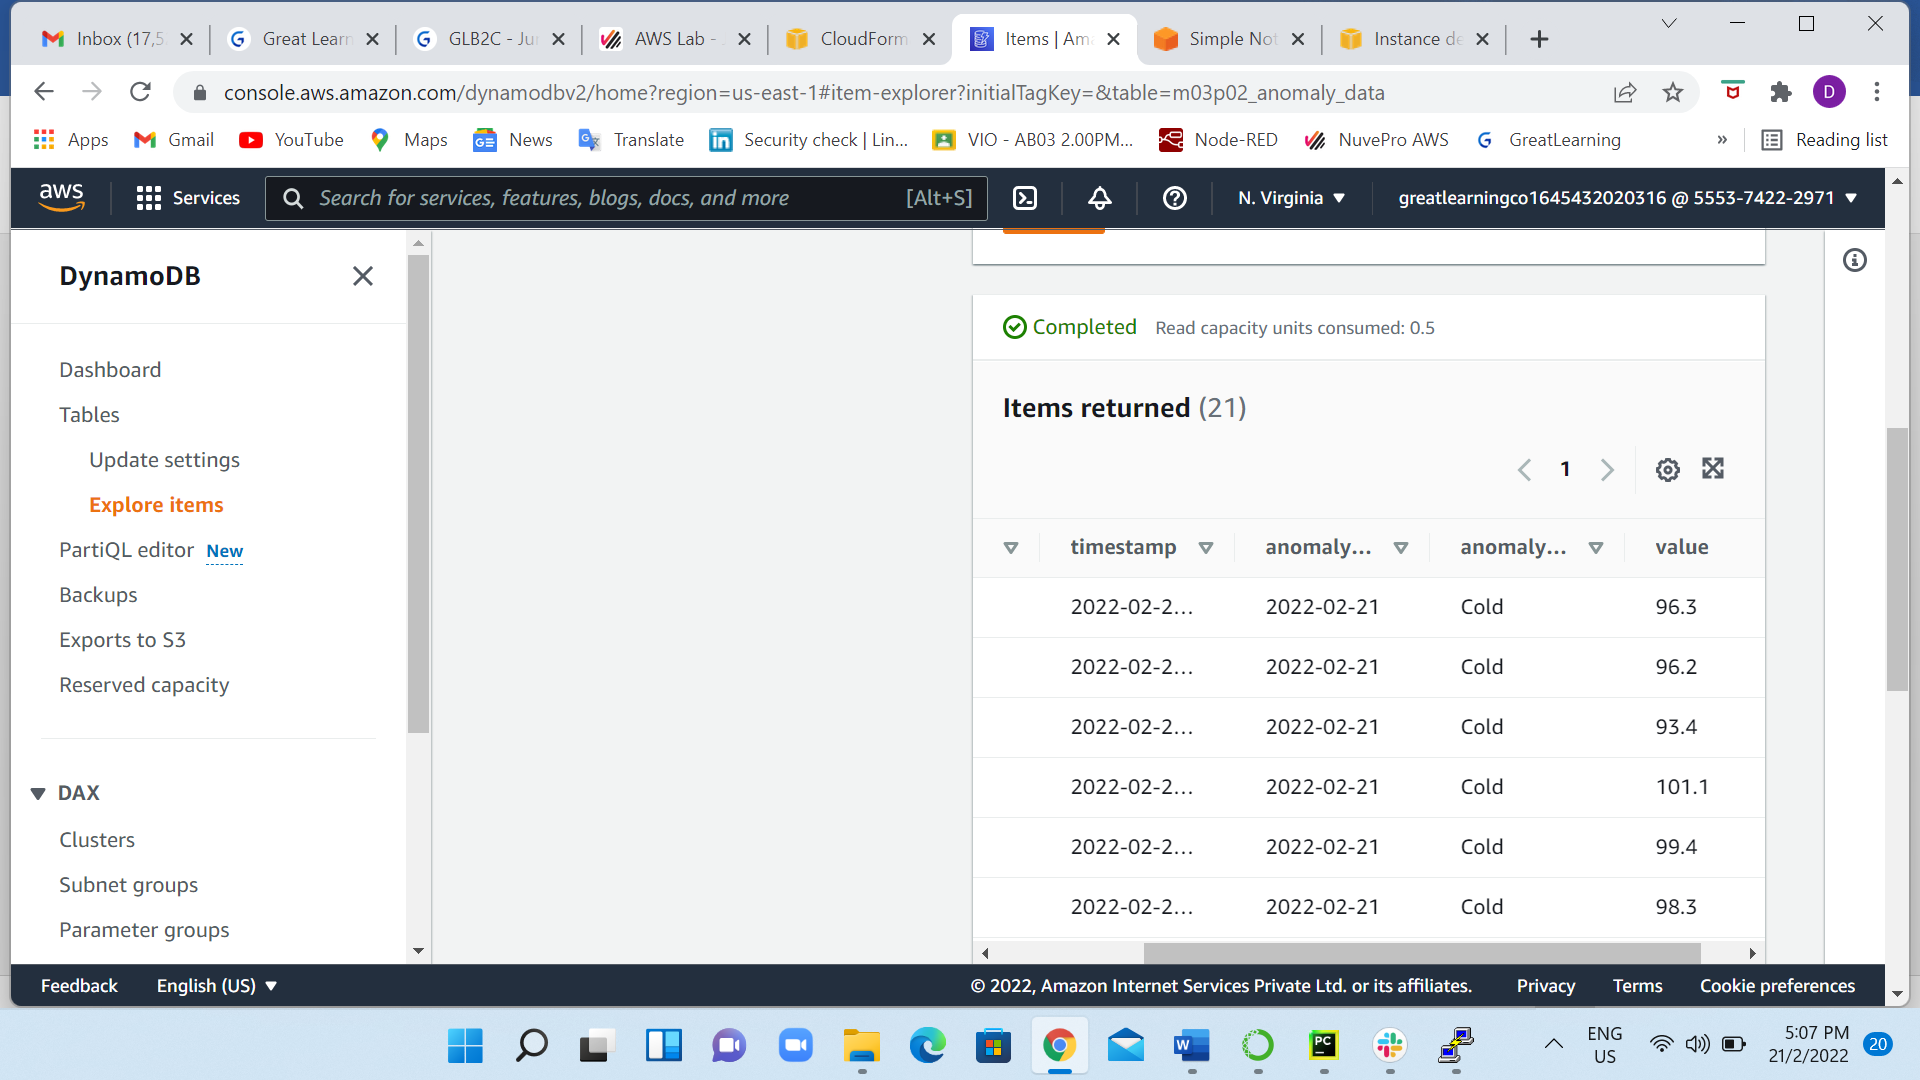 Inbox (17,5
Great Learn
GLB2C - Ju
AWS Lab -
CloudForm
Items | Ama
Simple Not
Instance de
console.aws.amazon.com/dynamodbv2/home?region=us-east-1#item-explorer?initialTagKey=&table=m03p02_anomaly_data
D
Apps
Gmail
YouTube
Maps
News
Translate
Security check | Lin...
VIO - AB03 2.00PM...
Node-RED
NuvePro AWS
GreatLearning
»
Reading list
aws
Services
Search for services, features, blogs, docs, and more
[Alt+S]
N. Virginia
greatlearningco1645432020316 @ 5553-7422-2971
DynamoDB
Dashboard
Tables
Update settings
Explore items
PartiQL editor New
Backups
Exports to S3
Reserved capacity
DAX
Clusters
Subnet groups
Parameter groups
Completed Read capacity units consumed: 0.5
Items returned (21)
1
timestamp anomaly... anomaly... value
2022-02-2... 2022-02-21 Cold 96.3
2022-02-2... 2022-02-21 Cold 96.2
2022-02-2... 2022-02-21 Cold 93.4
2022-02-2... 2022-02-21 Cold 101.1
2022-02-2... 2022-02-21 Cold 99.4
2022-02-2... 2022-02-21 Cold 98.3
Feedback English (US) © 2022, Amazon Internet Services Private Ltd. or its affiliates. Privacy Terms Cookie preferences
W
PC
ENG
US
5:07 PM
21/2/2022
20